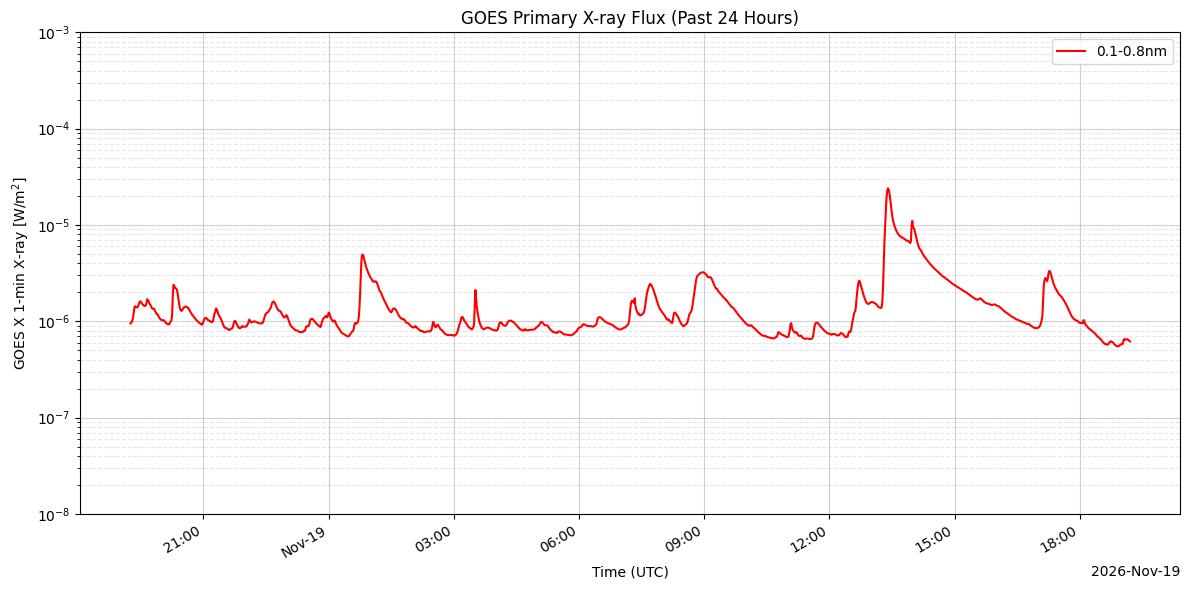 GOES Primary X-ray Flux (Past 24 Hours)
0.1-0.8nm
GOES X 1-min X-ray [W/m²]
10⁻³
10⁻⁴
10⁻⁵
10⁻⁶
10⁻⁷
10⁻⁸
21:00 Nov-19 03:00 06:00 09:00 12:00 15:00 18:00
Time (UTC)
2026-Nov-19